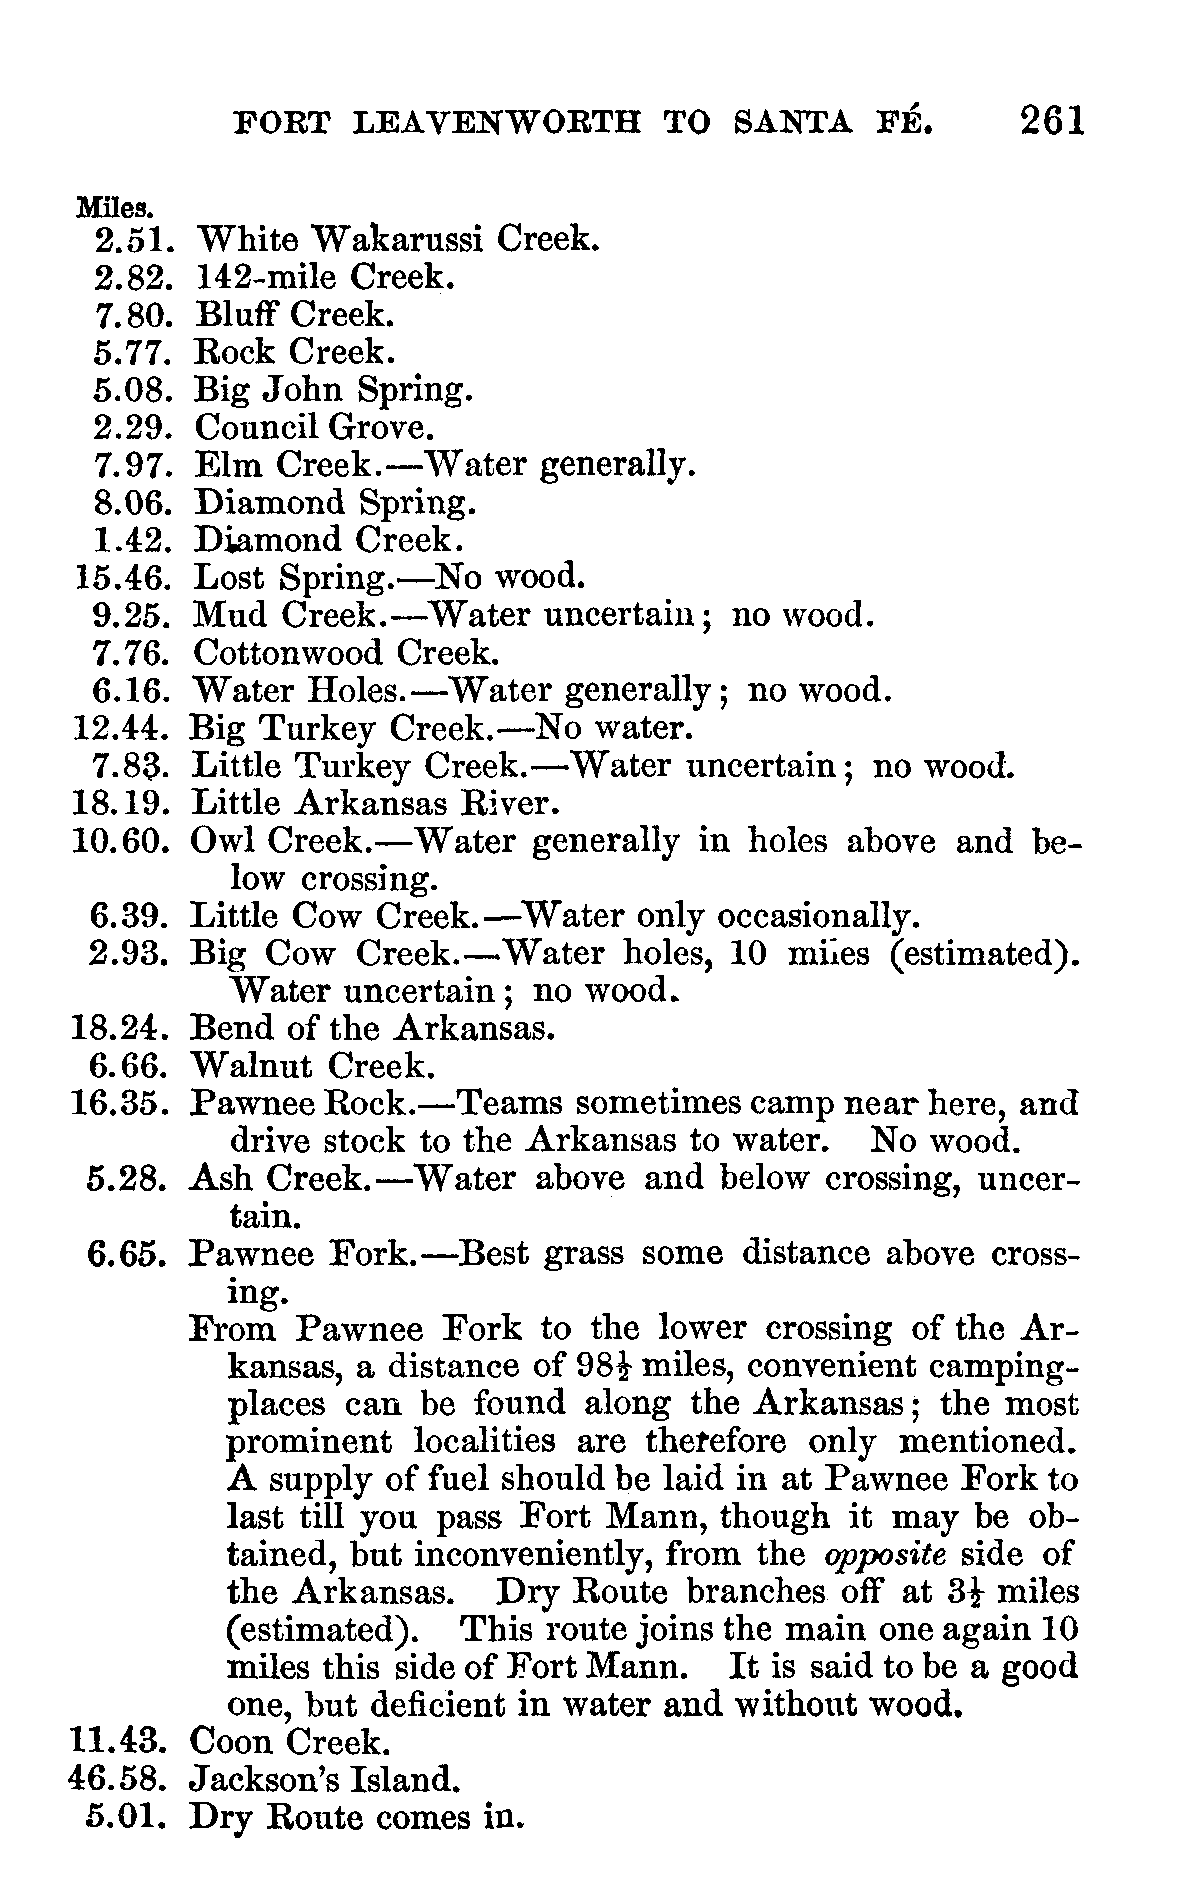 FORT LEAVENWORTH TO SANTA FÉ. 261
Miles.
2.51. White Wakarussi Creek.
2.82. 142-mile Creek.
7.80. Bluff Creek.
5.77. Rock Creek.
5.08. Big John Spring.
2.29. Council Grove.
7.97. Elm Creek.—Water generally.
8.06. Diamond Spring.
1.42. Diamond Creek.
15.46. Lost Spring.—No wood.
9.25. Mud Creek.—Water uncertain; no wood.
7.76. Cottonwood Creek.
6.16. Water Holes.—Water generally; no wood.
12.44. Big Turkey Creek.—No water.
7.83. Little Turkey Creek.—Water uncertain; no wood.
18.19. Little Arkansas River.
10.60. Owl Creek.—Water generally in holes above and be-
low crossing.
6.39. Little Cow Creek.—Water only occasionally.
2.93. Big Cow Creek.—Water holes, 10 miles (estimated).
Water uncertain; no wood.
18.24. Bend of the Arkansas.
6.66. Walnut Creek.
16.35. Pawnee Rock.—Teams sometimes camp near here, and
drive stock to the Arkansas to water. No wood.
5.28. Ash Creek.—Water above and below crossing, uncer-
tain.
6.65. Pawnee Fork.—Best grass some distance above cross-
ing.
From Pawnee Fork to the lower crossing of the Ar-
kansas, a distance of 98½ miles, convenient camping-
places can be found along the Arkansas; the most
prominent localities are therefore only mentioned.
A supply of fuel should be laid in at Pawnee Fork to
last till you pass Fort Mann, though it may be ob-
tained, but inconveniently, from the opposite side of
the Arkansas. Dry Route branches off at 3½ miles
(estimated). This route joins the main one again 10
miles this side of Fort Mann. It is said to be a good
one, but deficient in water and without wood.
11.43. Coon Creek.
46.58. Jackson's Island.
5.01. Dry Route comes in.